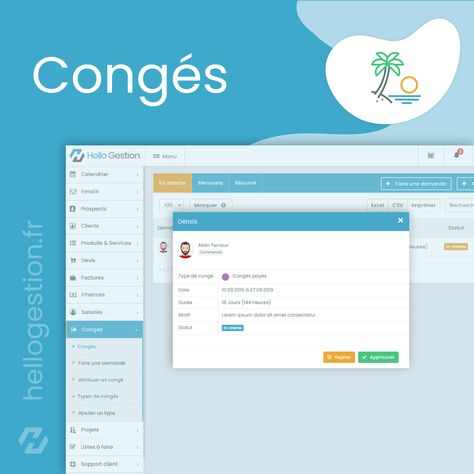 Congés
hellogestion.fr
Hello Gestion
Menu
3
Calendrier
Emails
Prospects
Clients
Produits & Services
Devis
Factures
Finances
Salariés
Congés
Congés
Faire une demande
Attribuer un congé
Types de congés
Ajouter un type
Projets
Listes à faire
Support client
En attente
Mensuels
Résumé
+ Faire une demande
+
100
Masquer
Excel
CSV
Imprimer
Recherch
Statut
En attente
Détails
Alain Terrieur
Commercial
Type de congé
Congés payés
Date
10.09.2019 à 27.09.2019
Durée
18 Jours (144 Heures)
Motif
Lorem ipsum dolor sit amet consectetur.
Statut
En attente
Rejeter
Approuver